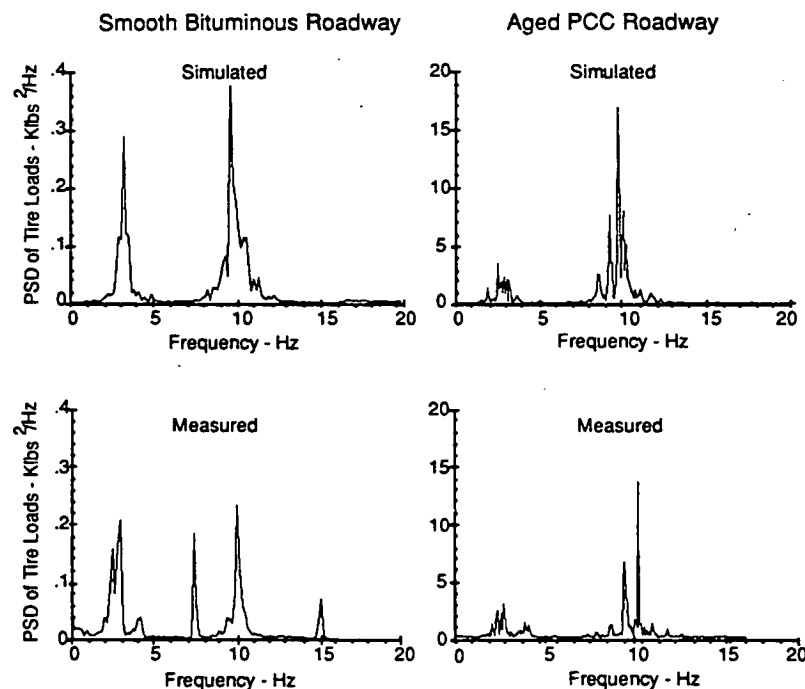 Smooth Bituminous Roadway
Aged PCC Roadway
Simulated
.4
.3
.2
.1
0
PSD of Tire Loads - Klbs ²/Hz
0 5 10 15 20
Frequency - Hz
Simulated
20
15
10
5
0
0 5 10 15 20
Frequency - Hz
Measured
.4
.3
.2
.1
0
PSD of Tire Loads - Klbs ²/Hz
0 5 10 15 20
Frequency - Hz
Measured
20
15
10
5
0
0 5 10 15 20
Frequency - Hz